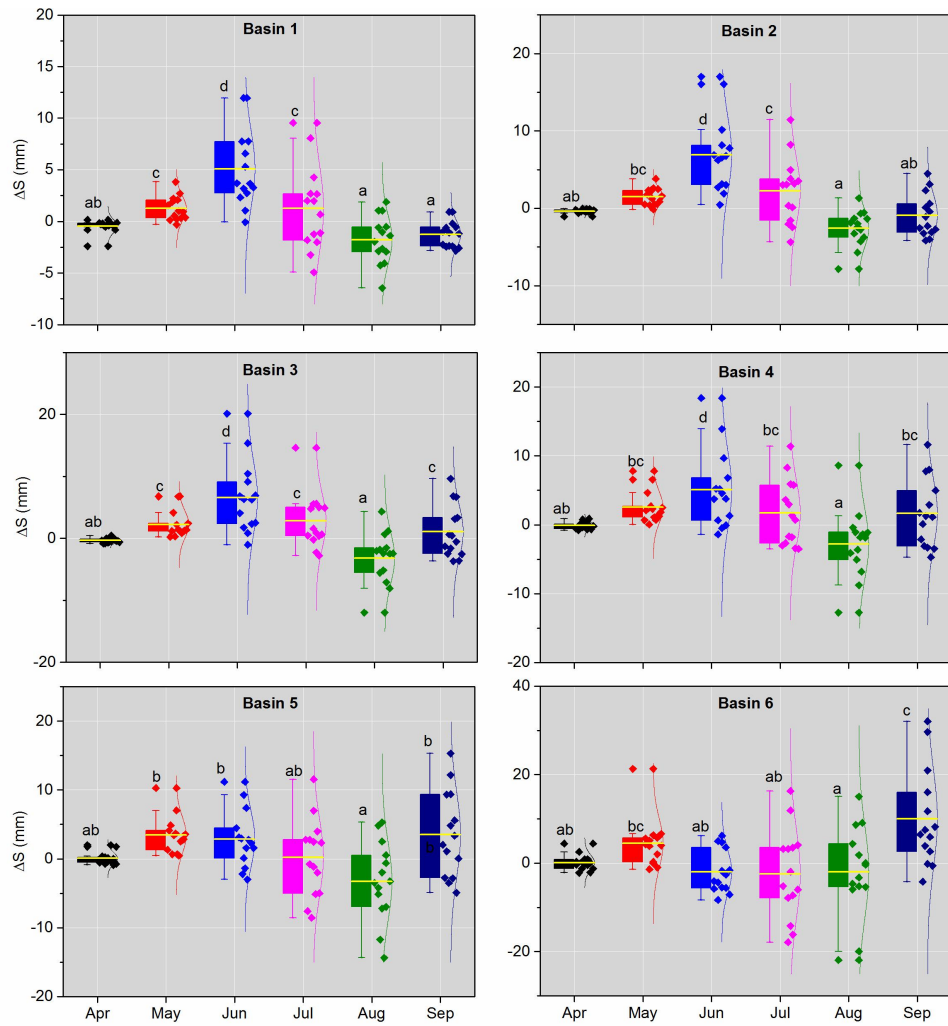 Basin 1
20
15
10
5
0
-5
-10
ΔS (mm)
ab
c
d
c
a
a
Basin 2
20
10
0
-10
ab
bc
d
c
a
ab
Basin 3
20
0
-20
ΔS (mm)
ab
c
d
c
a
c
Basin 4
20
10
0
-10
-20
ab
bc
d
bc
a
bc
Basin 5
20
10
0
-10
-20
ΔS (mm)
ab
b
b
ab
a
b
b
Apr May Jun Jul Aug Sep
Basin 6
40
20
0
-20
ab
bc
ab
ab
a
c
Apr May Jun Jul Aug Sep